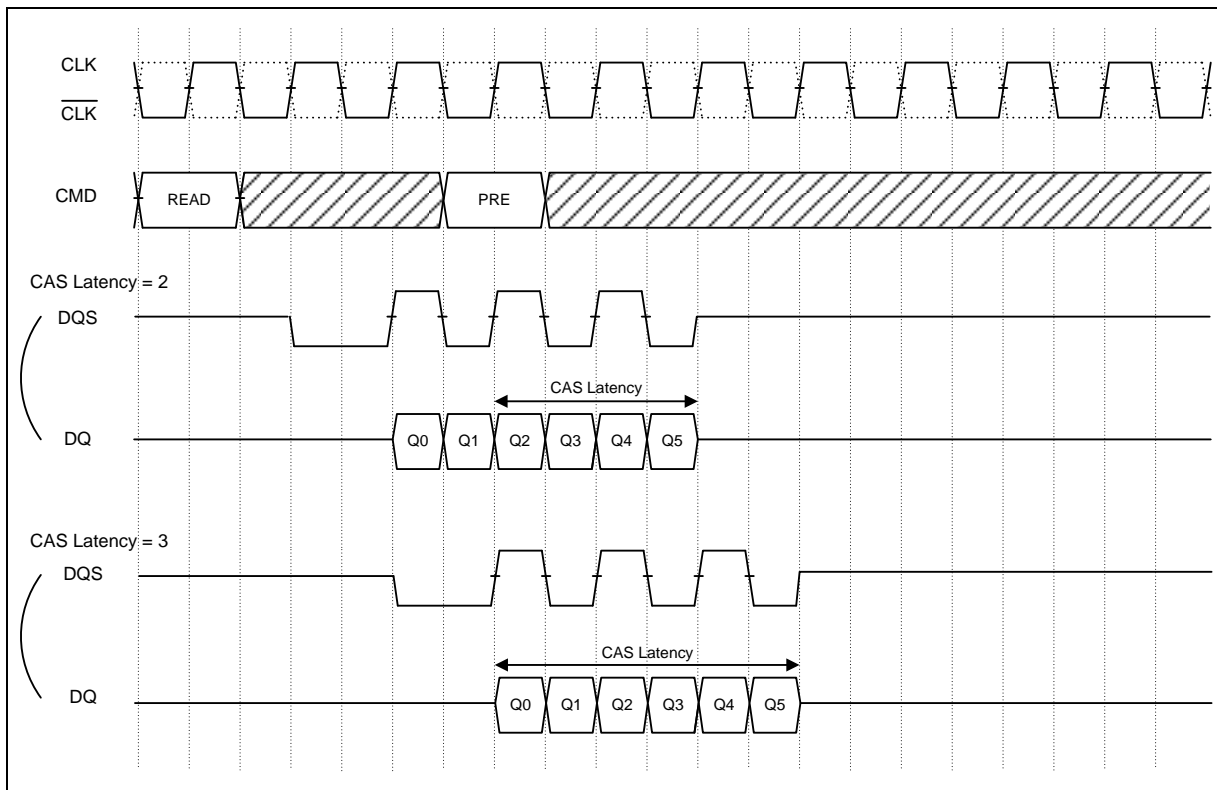 CLK
CLK
CMD
READ
PRE
CAS Latency = 2
DQS
CAS Latency
DQ
Q0 Q1 Q2 Q3 Q4 Q5
CAS Latency = 3
DQS
CAS Latency
DQ
Q0 Q1 Q2 Q3 Q4 Q5